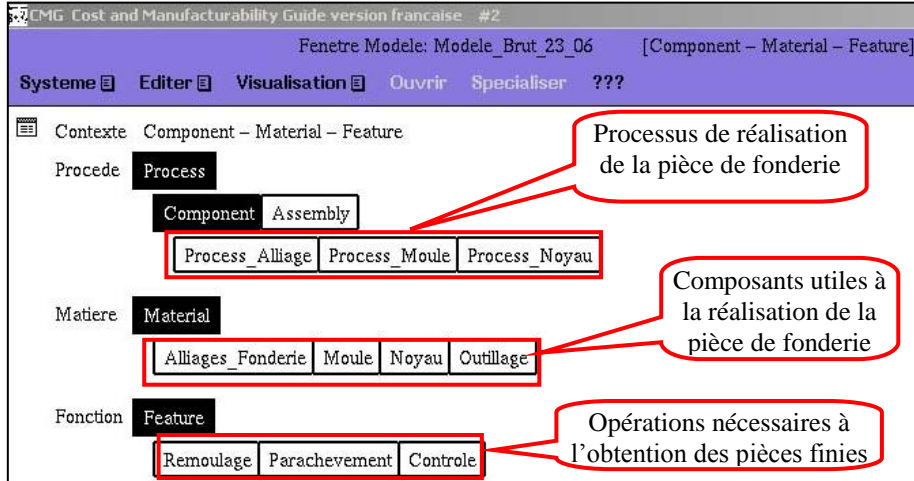 CMG Cost and Manufacturability Guide version francaise #2
Fenetre Modele: Modele_Brut_23_06 [Component – Material – Feature]
Systeme Editer Visualisation Ouvrir Specialiser ???
Contexte Component – Material – Feature
Processus de réalisation
de la pièce de fonderie
Procede Process
Component Assembly
Process_Alliage Process_Moule Process_Noyau
Composants utiles à
la réalisation de la
pièce de fonderie
Matiere Material
Alliages_Fonderie Moule Noyau Outillage
Fonction Feature
Opérations nécessaires à
l’obtention des pièces finies
Remoulage Parachevement Controle